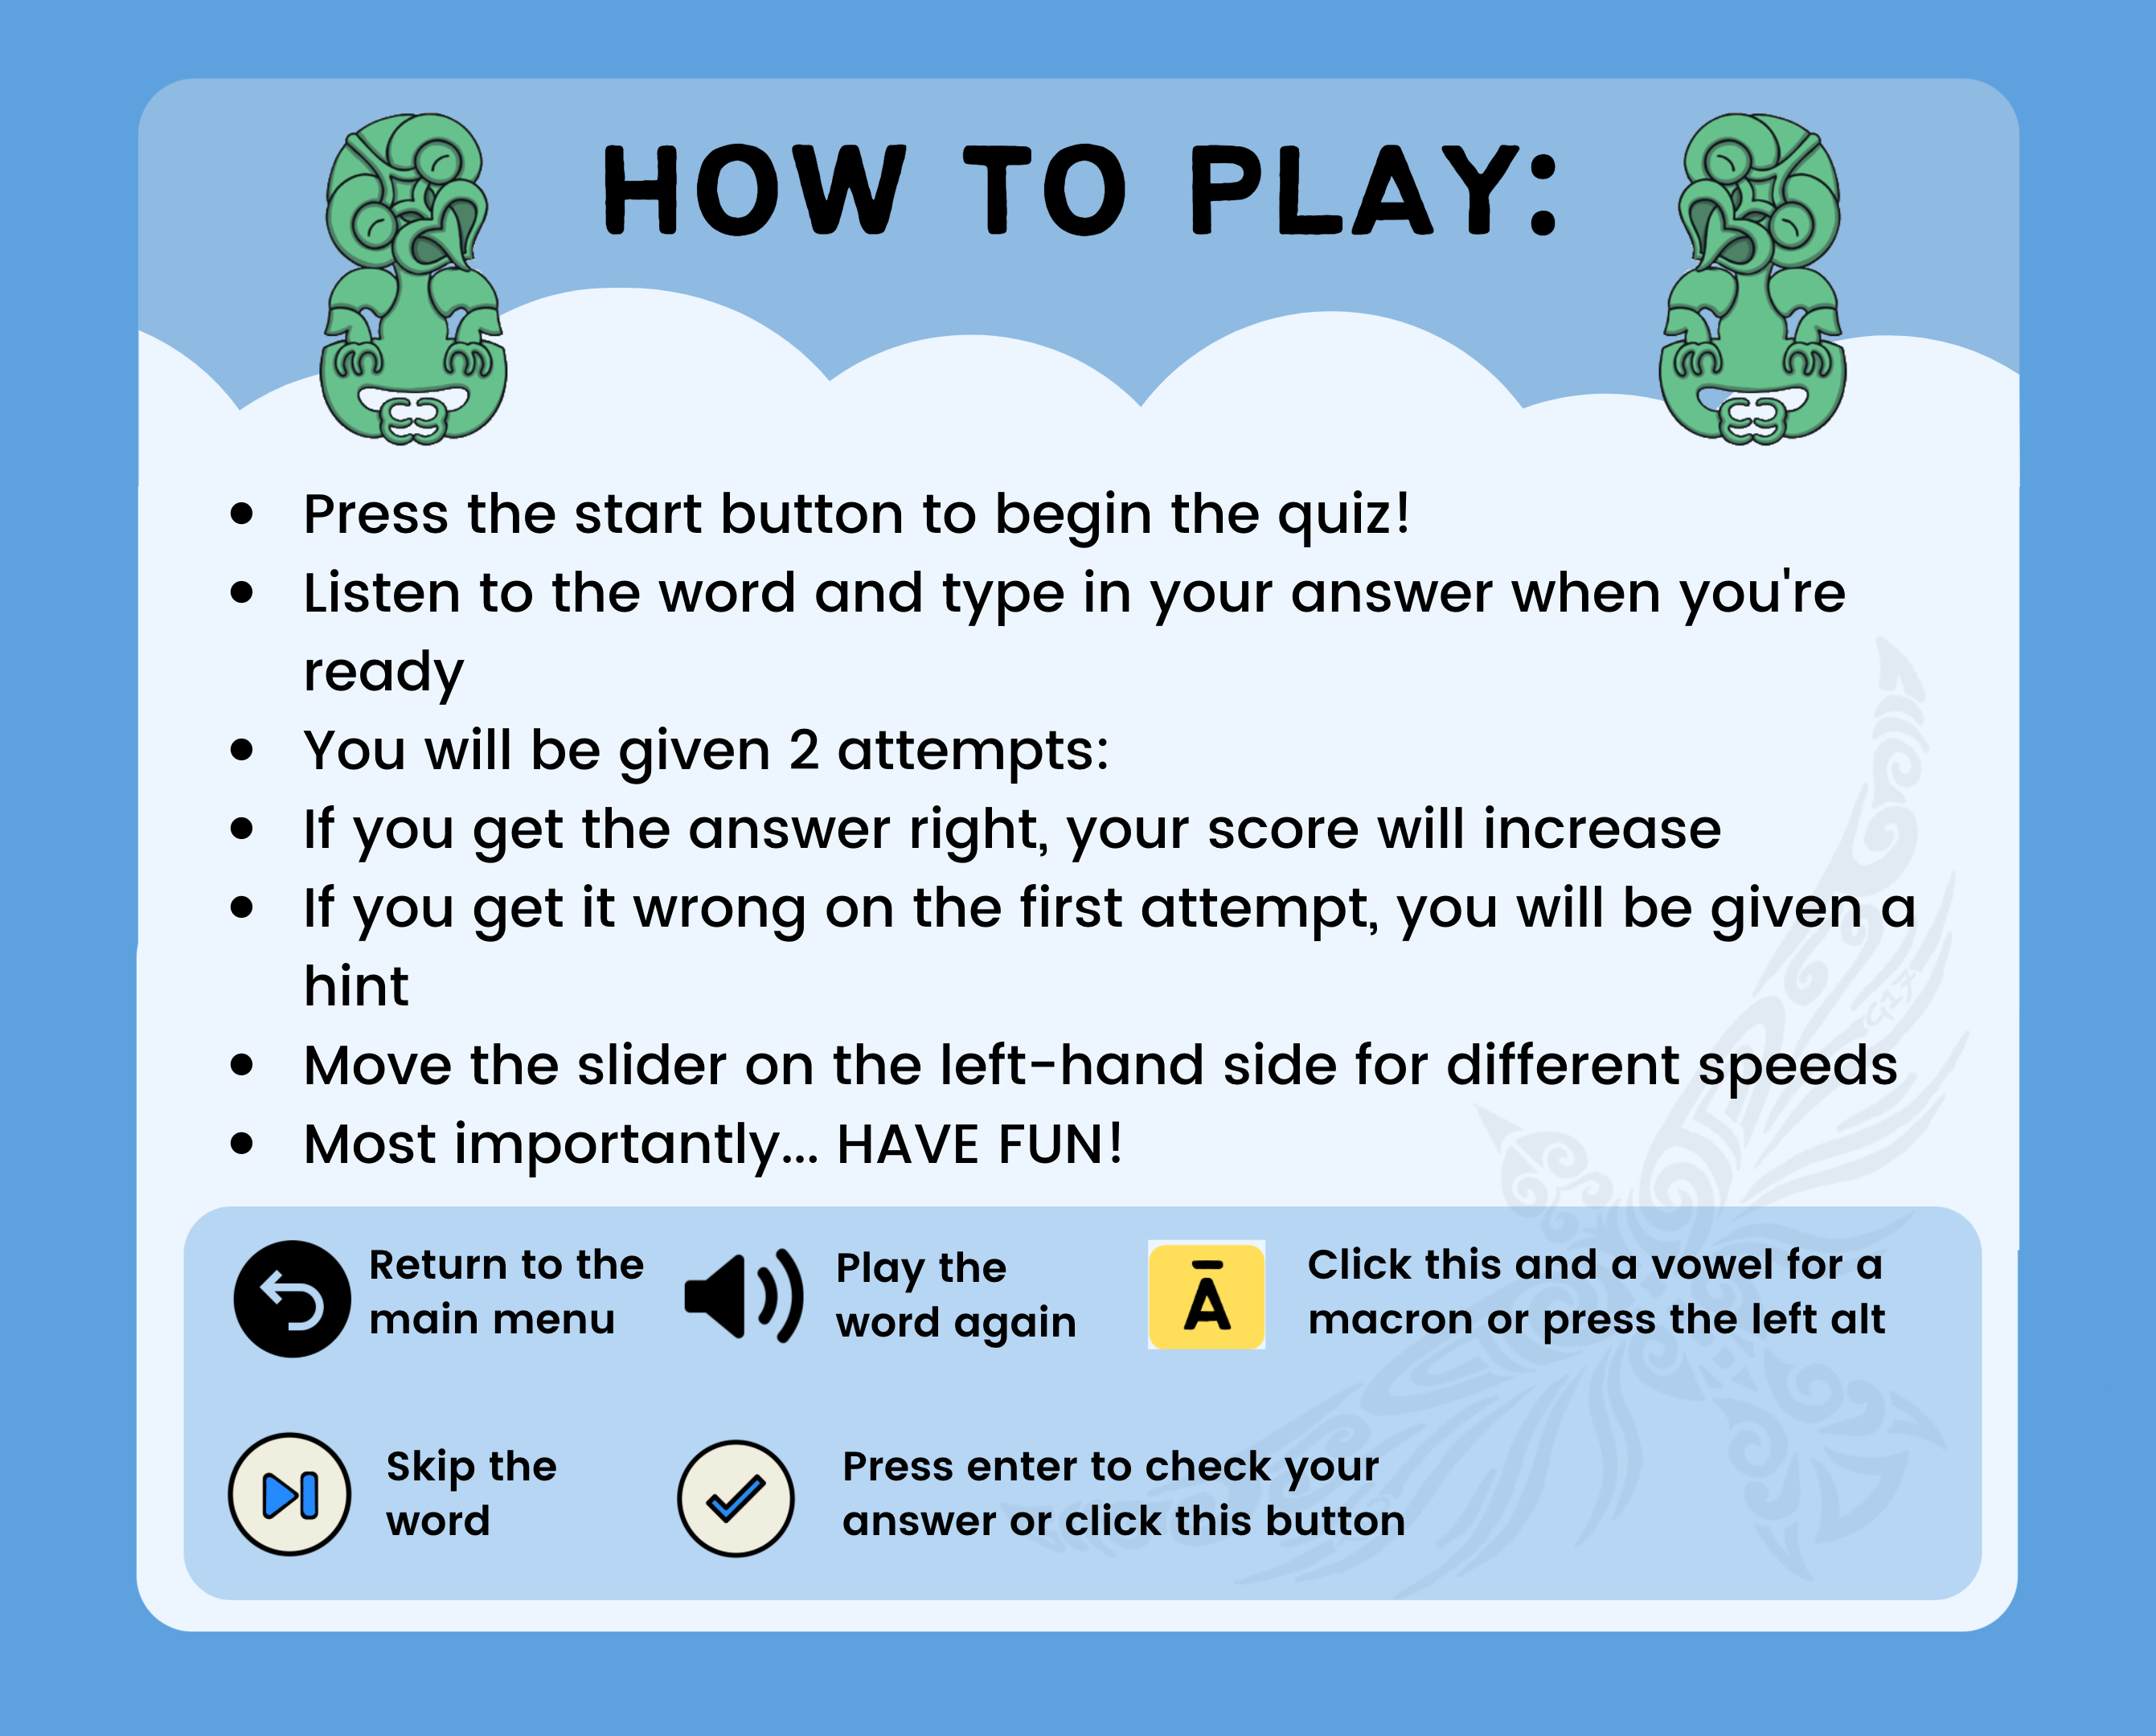 HOW TO PLAY:
• Press the start button to begin the quiz!
• Listen to the word and type in your answer when you're
ready
• You will be given 2 attempts:
• If you get the answer right, your score will increase
• If you get it wrong on the first attempt, you will be given a
hint
• Move the slider on the left-hand side for different speeds
• Most importantly... HAVE FUN!
Return to the
main menu
Play the
word again
Ā
Click this and a vowel for a
macron or press the left alt
Skip the
word
Press enter to check your
answer or click this button